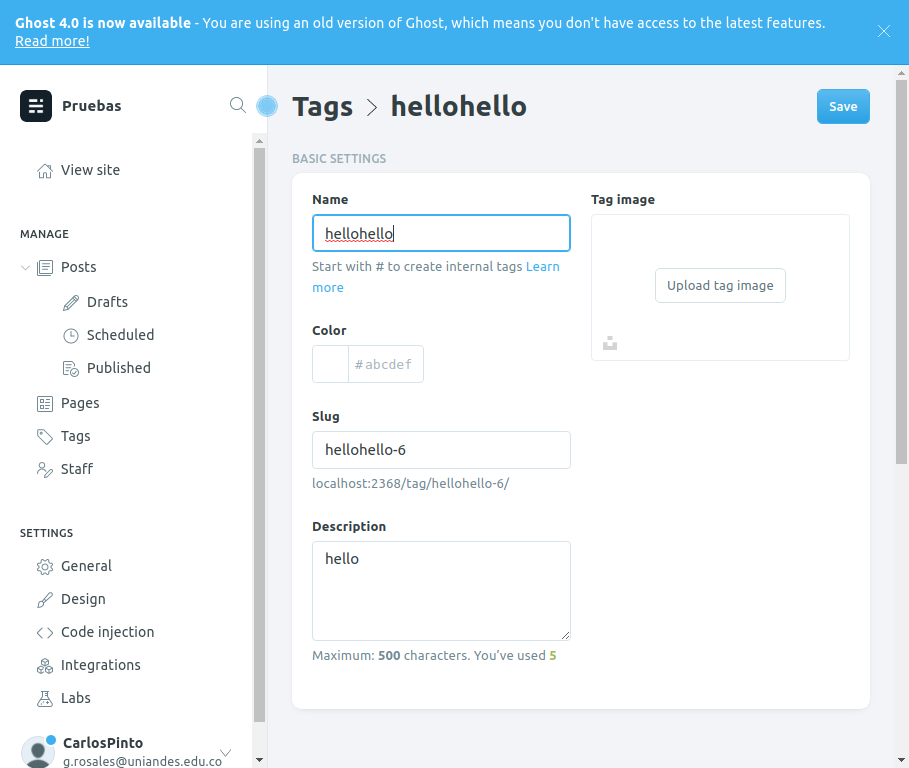 Ghost 4.0 is now available - You are using an old version of Ghost, which means you don't have access to the latest features.
Read more!
Pruebas
View site
MANAGE
Posts
Drafts
Scheduled
Published
Pages
Tags
Staff
SETTINGS
General
Design
Code injection
Integrations
Labs
CarlosPinto
g.rosales@uniandes.edu.co
Tags > hellohello
Save
BASIC SETTINGS
Name
hellohello
Start with # to create internal tags Learn
more
Color
#abcdef
Slug
hellohello-6
localhost:2368/tag/hellohello-6/
Description
hello
Maximum: 500 characters. You've used 5
Tag image
Upload tag image